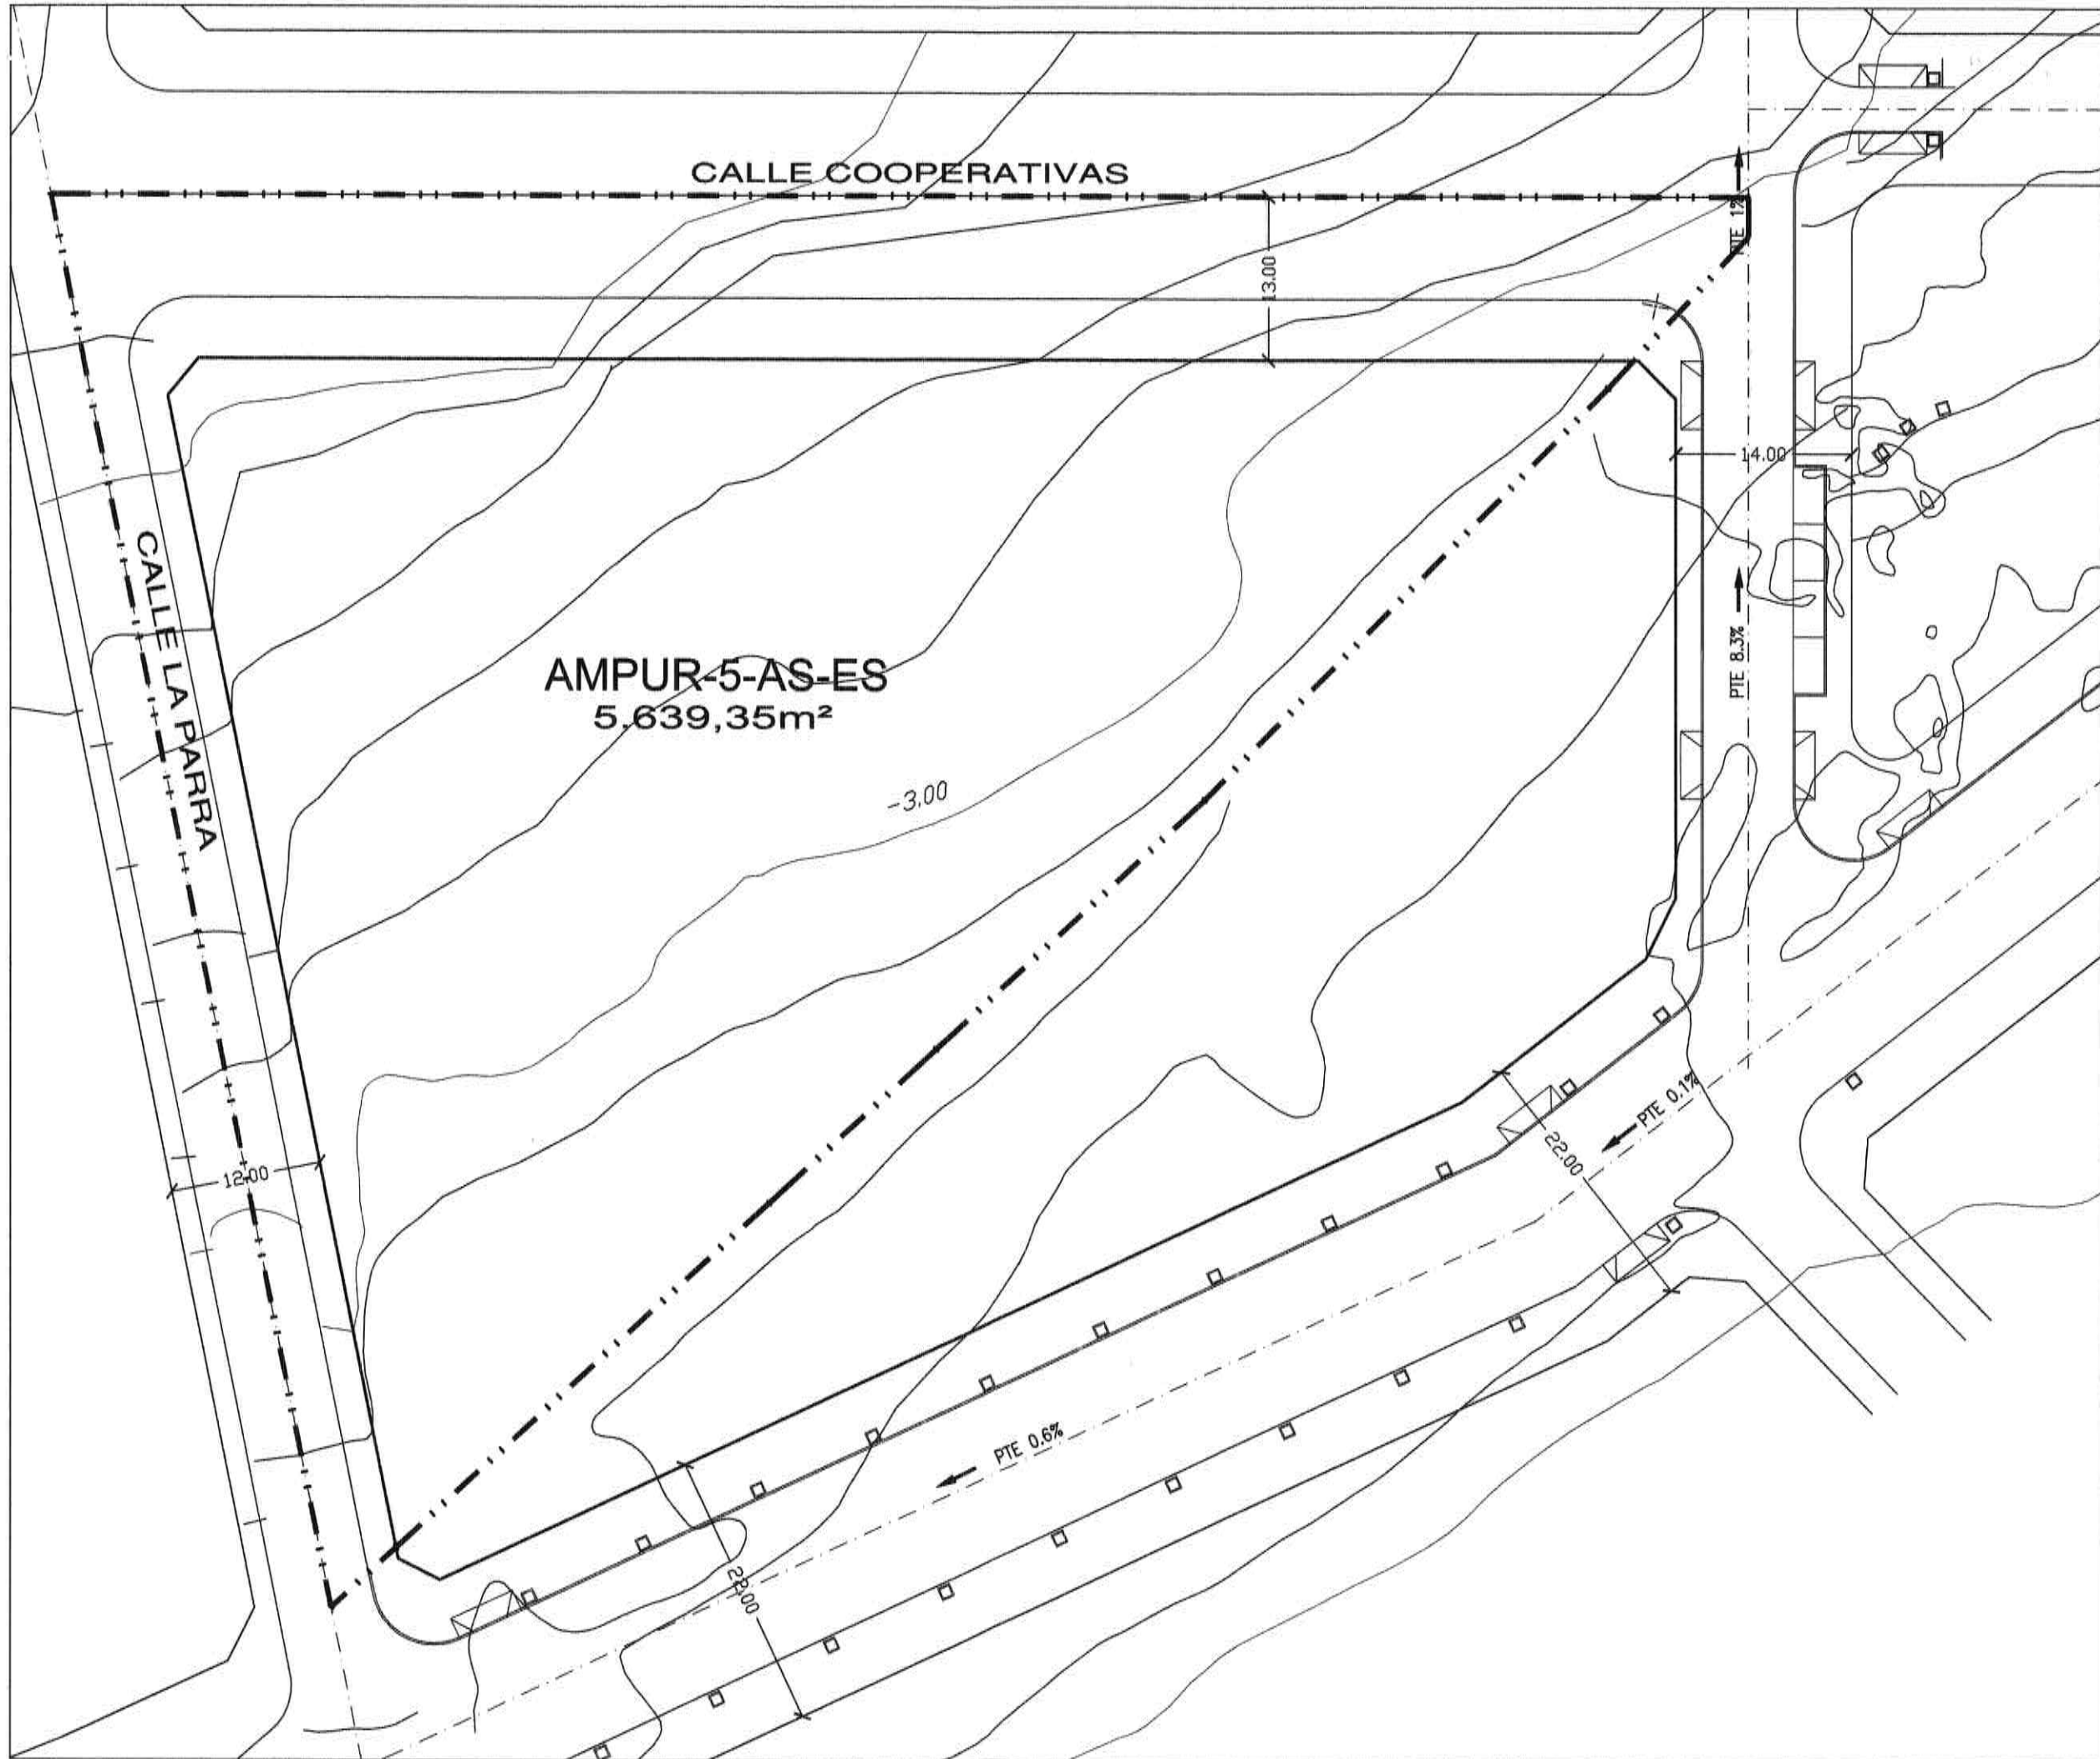 CALLE COOPERATIVAS
PTE 1%
13.00
14.00
CALLE LA PARRA
PTE 8.3%
AMPUR-5-AS-ES
5.639,35m²
-3.00
PTE 0.1%
22.00
12.00
PTE 0.6%
22.00